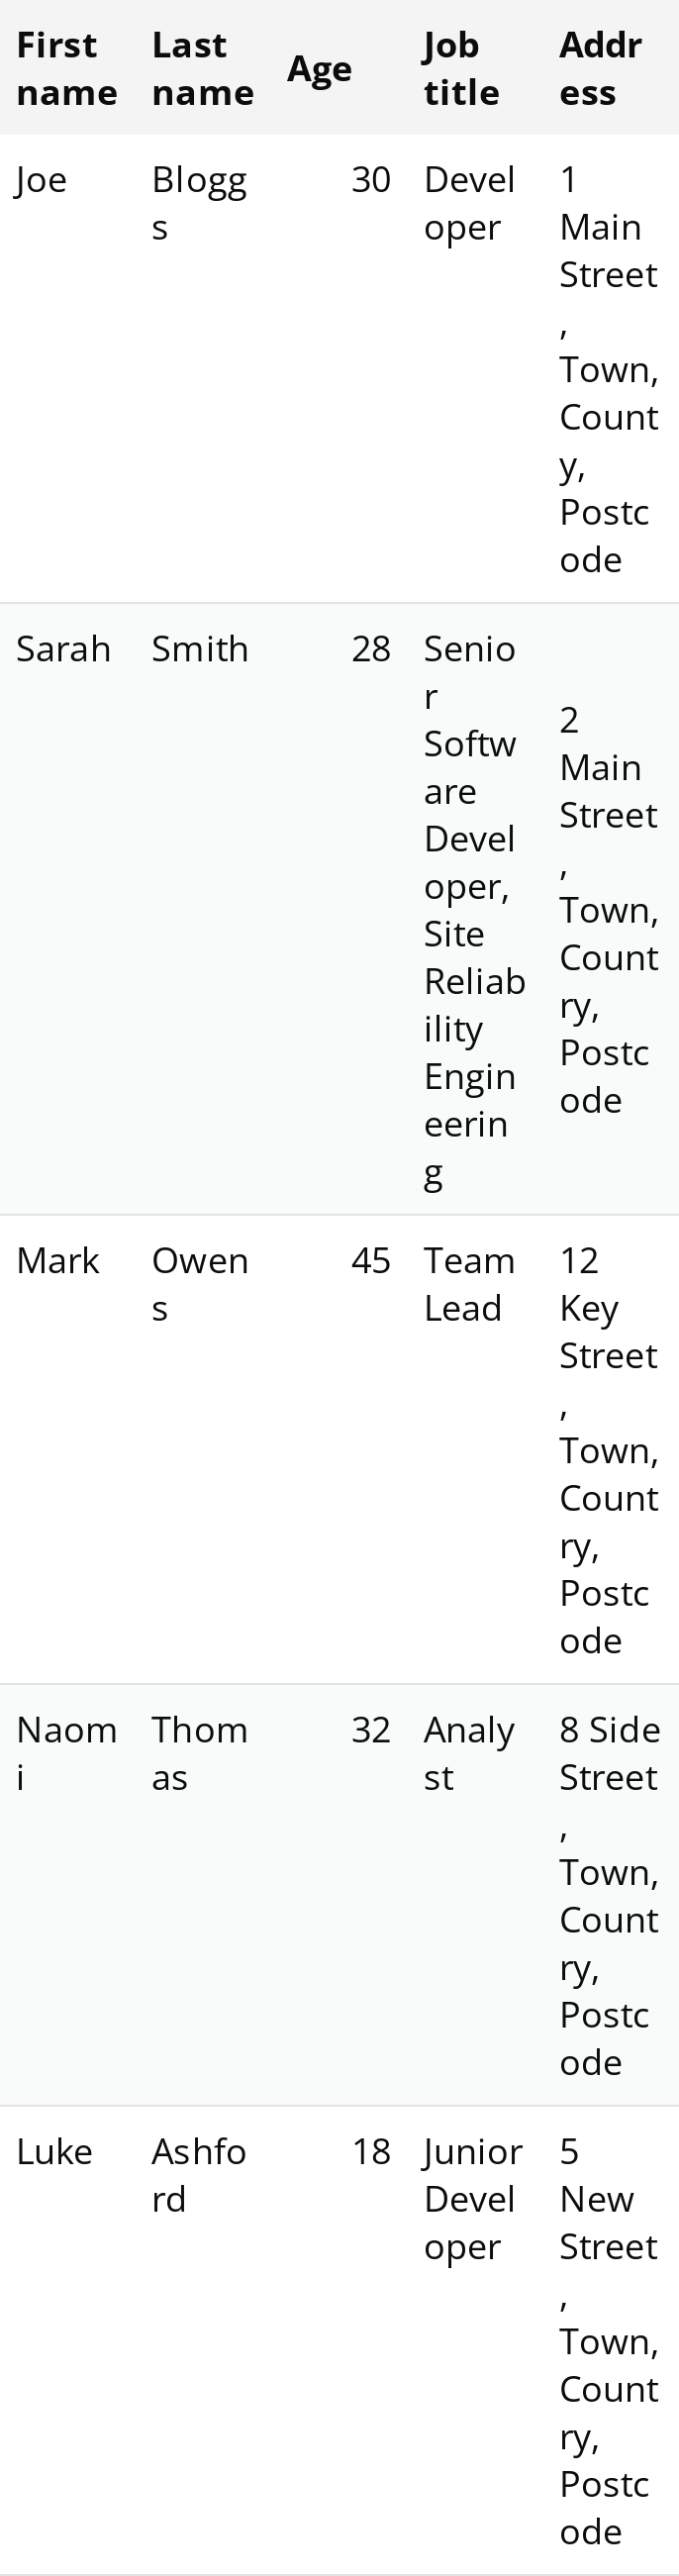 First name
Last name
Age
Job title
Address
Joe
Bloggs
30
Developer
1 Main Street, Town, County, Postcode
Sarah
Smith
28
Senior Software Developer, Site Reliability Engineering
2 Main Street, Town, Country, Postcode
Mark
Owens
45
Team Lead
12 Key Street, Town, Country, Postcode
Naomi
Thomas
32
Analyst
8 Side Street, Town, Country, Postcode
Luke
Ashford
18
Junior Developer
5 New Street, Town, Country, Postcode